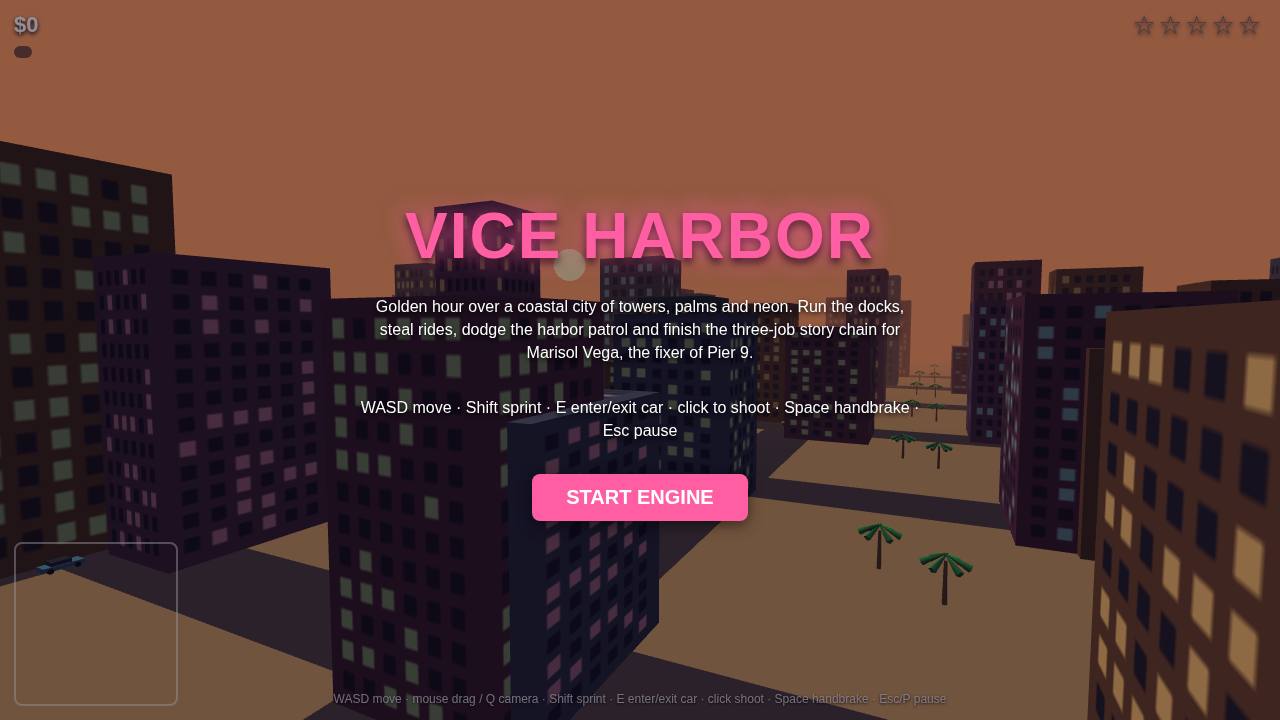 $0
☆☆☆☆☆
VICE HARBOR
Golden hour over a coastal city of towers, palms and neon. Run the docks,
steal rides, dodge the harbor patrol and finish the three-job story chain for
Marisol Vega, the fixer of Pier 9.
WASD move · Shift sprint · E enter/exit car · click to shoot · Space handbrake ·
Esc pause
START ENGINE
WASD move · mouse drag / Q camera · Shift sprint · E enter/exit car · click shoot · Space handbrake · Esc/P pause